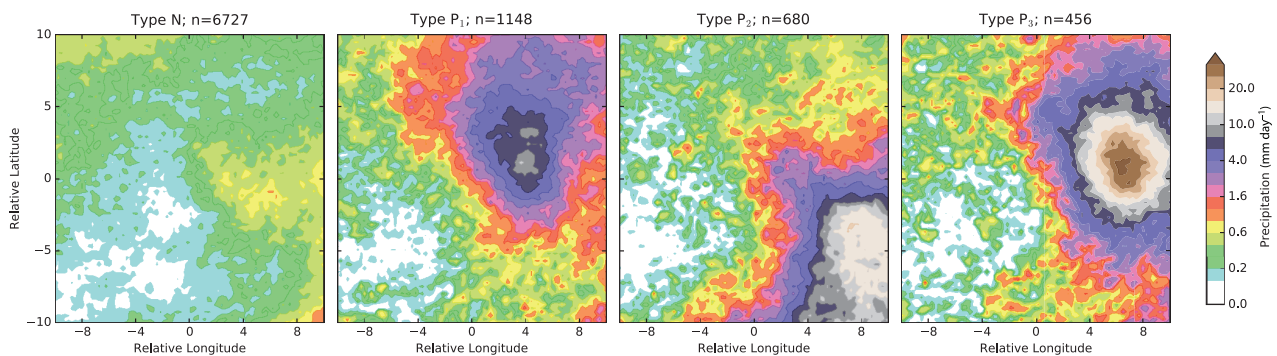 Type N; n=6727
Type P₁; n=1148
Type P₂; n=680
Type P₃; n=456
10
5
0
−5
−10
Relative Latitude
−8 −4 0 4 8
−8 −4 0 4 8
−8 −4 0 4 8
−8 −4 0 4 8
Relative Longitude
Relative Longitude
Relative Longitude
Relative Longitude
20.0
10.0
4.0
1.6
0.6
0.2
0.0
Precipitation (mm day⁻¹)